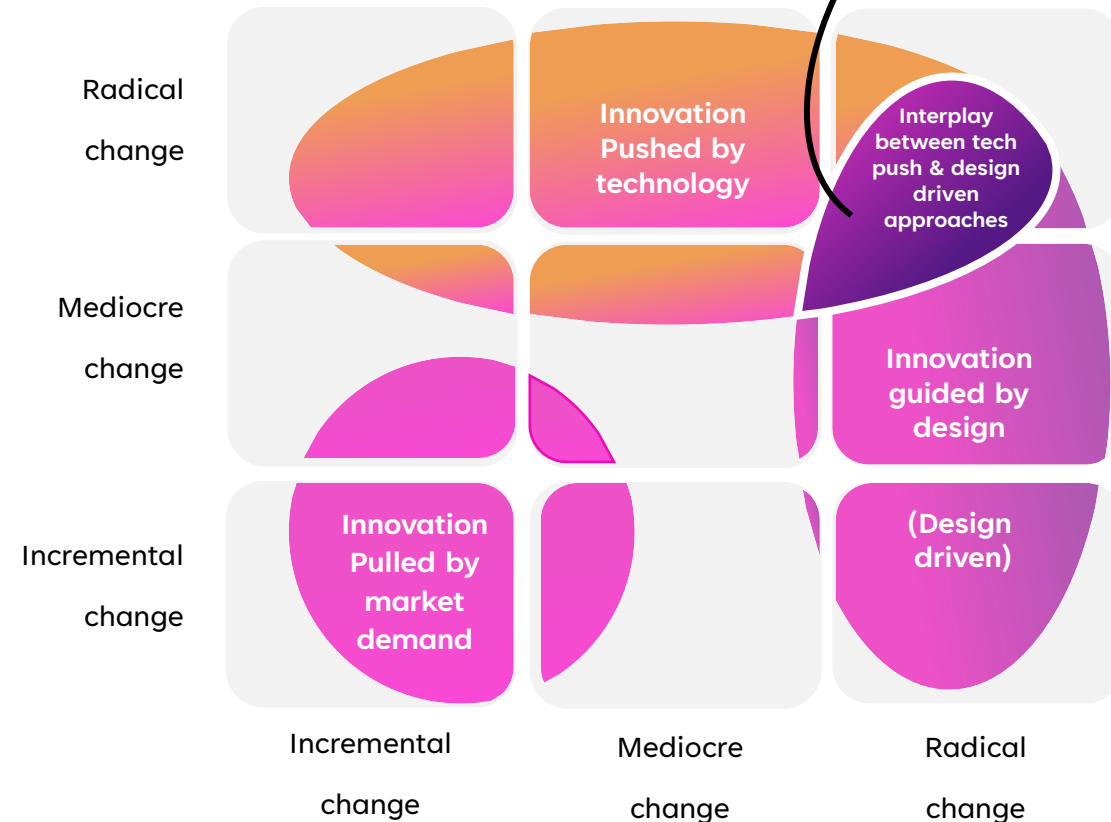 Radical
change
Innovation
Pushed by
technology
Interplay
between tech
push & design
driven
approaches
Mediocre
change
Innovation
guided by
design
Incremental
change
Innovation
Pulled by
market
demand
(Design
driven)
Incremental
change
Mediocre
change
Radical
change